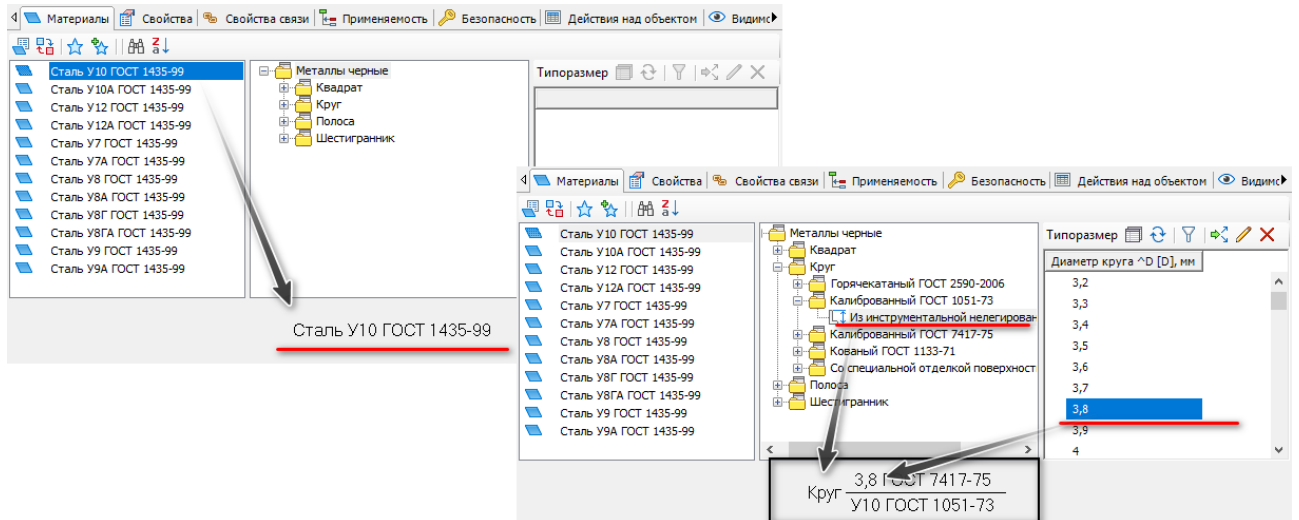 Материалы Свойства Свойства связи Применяемость Безопасность Действия над объектом Видимс
Сталь У10 ГОСТ 1435-99
Сталь У10А ГОСТ 1435-99
Сталь У12 ГОСТ 1435-99
Сталь У12А ГОСТ 1435-99
Сталь У7 ГОСТ 1435-99
Сталь У7А ГОСТ 1435-99
Сталь У8 ГОСТ 1435-99
Сталь У8А ГОСТ 1435-99
Сталь У8Г ГОСТ 1435-99
Сталь У8ГА ГОСТ 1435-99
Сталь У9 ГОСТ 1435-99
Сталь У9А ГОСТ 1435-99
Металлы черные
Квадрат
Круг
Полоса
Шестигранник
Типоразмер
Сталь У10 ГОСТ 1435-99
Материалы Свойства Свойства связи Применяемость Безопасность Действия над объектом Видимс
Сталь У10 ГОСТ 1435-99
Сталь У10А ГОСТ 1435-99
Сталь У12 ГОСТ 1435-99
Сталь У12А ГОСТ 1435-99
Сталь У7 ГОСТ 1435-99
Сталь У7А ГОСТ 1435-99
Сталь У8 ГОСТ 1435-99
Сталь У8А ГОСТ 1435-99
Сталь У8Г ГОСТ 1435-99
Сталь У8ГА ГОСТ 1435-99
Сталь У9 ГОСТ 1435-99
Сталь У9А ГОСТ 1435-99
Металлы черные
Квадрат
Круг
Горячекатаный ГОСТ 2590-2006
Калиброванный ГОСТ 1051-73
Из инструментальной нелегирован
Калиброванный ГОСТ 7417-75
Кованый ГОСТ 1133-71
Со специальной отделкой поверхност
Полоса
Шестигранник
Типоразмер
Диаметр круга ^D [D], мм
3,2
3,3
3,4
3,5
3,6
3,7
3,8
3,9
4
3,8 ГОСТ 7417-75
Круг
У10 ГОСТ 1051-73